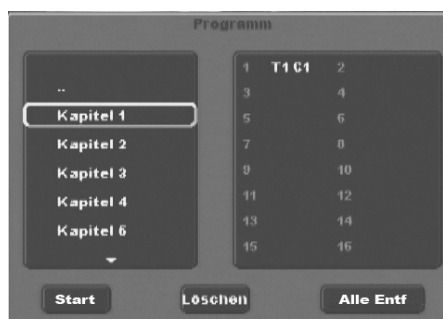 Programm
..
Kapitel 1
Kapitel 2
Kapitel 3
Kapitel 4
Kapitel 5
1 T1 C1 2
3 4
5 6
7 8
9 10
11 12
13 14
15 16
Start Löschen Alle Entf